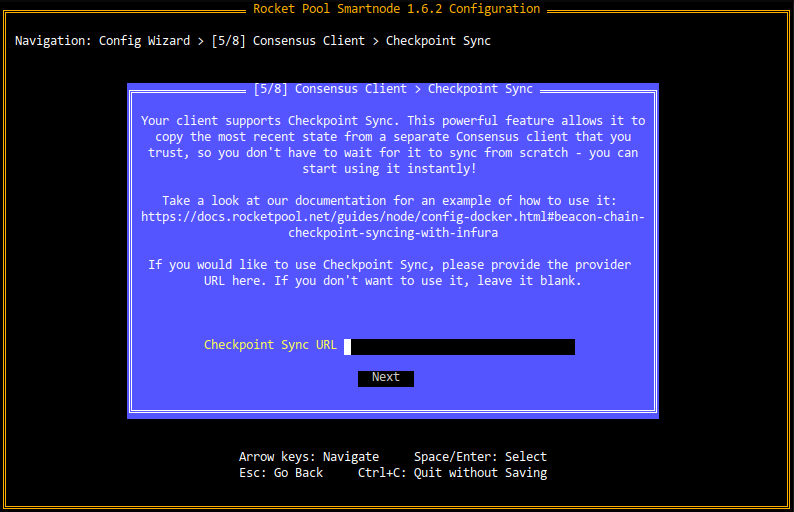 Rocket Pool Smartnode 1.6.2 Configuration
Navigation: Config Wizard > [5/8] Consensus Client > Checkpoint Sync
[5/8] Consensus Client > Checkpoint Sync
Your client supports Checkpoint Sync. This powerful feature allows it to
copy the most recent state from a separate Consensus client that you
trust, so you don't have to wait for it to sync from scratch - you can
start using it instantly!
Take a look at our documentation for an example of how to use it:
https://docs.rocketpool.net/guides/node/config-docker.html#beacon-chain-
checkpoint-syncing-with-infura
If you would like to use Checkpoint Sync, please provide the provider
URL here. If you don't want to use it, leave it blank.
Checkpoint Sync URL
Next
Arrow keys: Navigate     Space/Enter: Select
Esc: Go Back     Ctrl+C: Quit without Saving